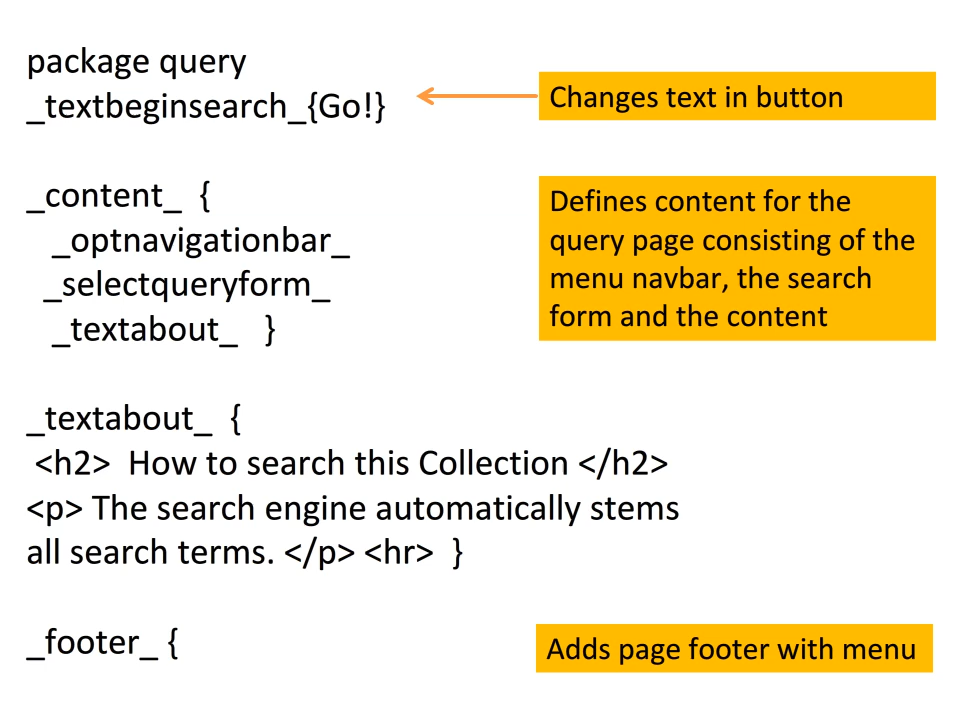 package query
_textbeginsearch_{Go!}
Changes text in button
_content_ {
_optnavigationbar_
_selectqueryform_
_textabout_ }
Defines content for the
query page consisting of the
menu navbar, the search
form and the content
_textabout_ {
<h2> How to search this Collection </h2>
<p> The search engine automatically stems
all search terms. </p> <hr> }
_footer_ {
Adds page footer with menu